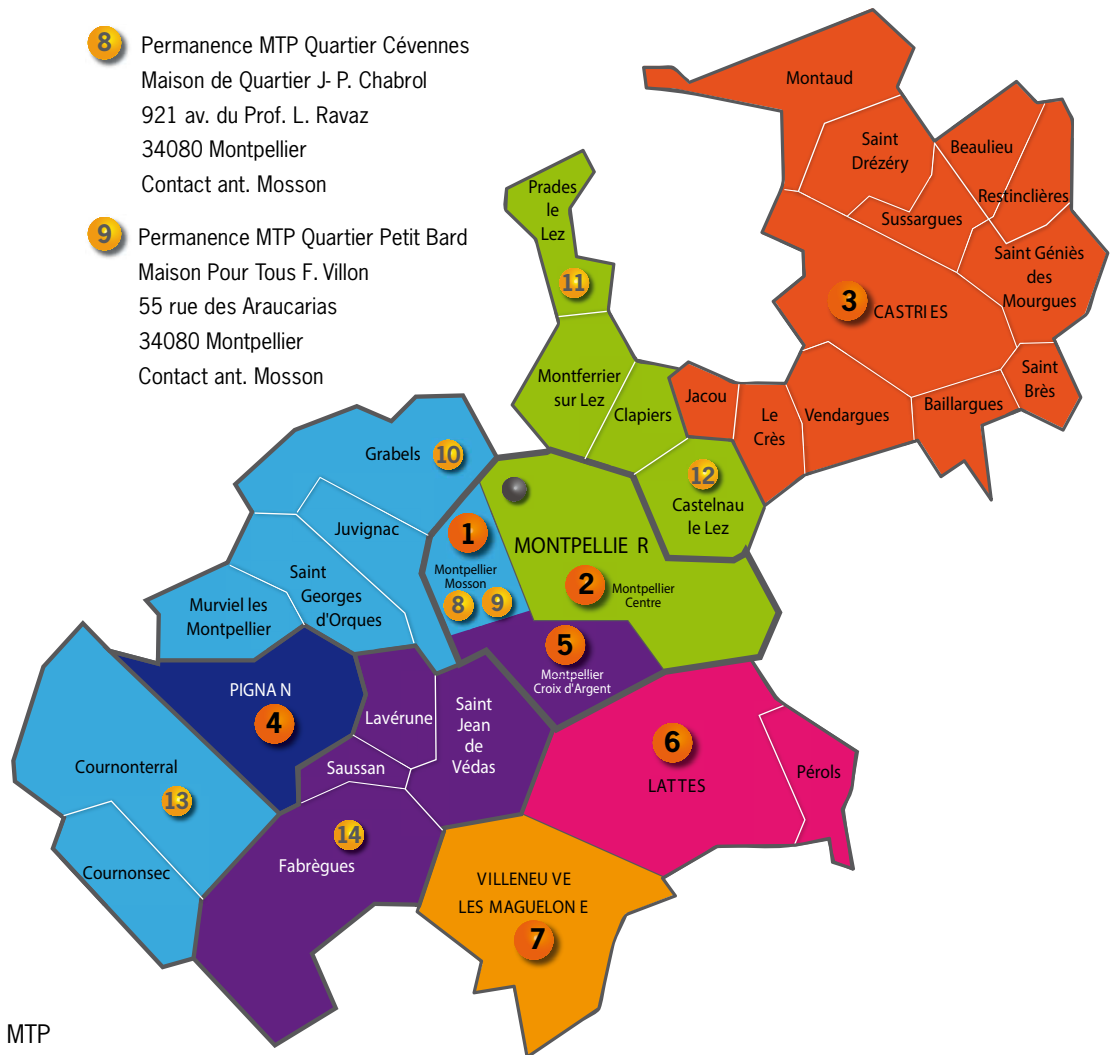 8 Permanence MTP Quartier Cévennes
Maison de Quartier J- P. Chabrol
921 av. du Prof. L. Ravaz
34080 Montpellier
Contact ant. Mosson
9 Permanence MTP Quartier Petit Bard
Maison Pour Tous F. Villon
55 rue des Araucarias
34080 Montpellier
Contact ant. Mosson
Montaud
Saint
Drézéry
Beaulieu
Restinclières
Sussargues
Saint Géniès
des
Mourgues
3 CASTRIES
Saint
Brès
Baillargues
Vendargues
Le
Crès
Jacou
Prades
le
Lez
11
Montferrier
sur Lez
Clapiers
12
Castelnau
le Lez
Grabels 10
Juvignac
Saint
Georges
d'Orques
Murviel les
Montpellier
1
Montpellier
Mosson
8 9
MONTPELLIE R
2 Montpellier
Centre
5
Montpellier
Croix d'Argent
PIGNA N
4
Lavérune
Saint
Jean
de
Védas
Saussan
Cournonterral
13
Cournonsec
14
Fabrègues
6
LATTES
Pérols
VILLENEU VE
LES MAGUELON E
7
MTP